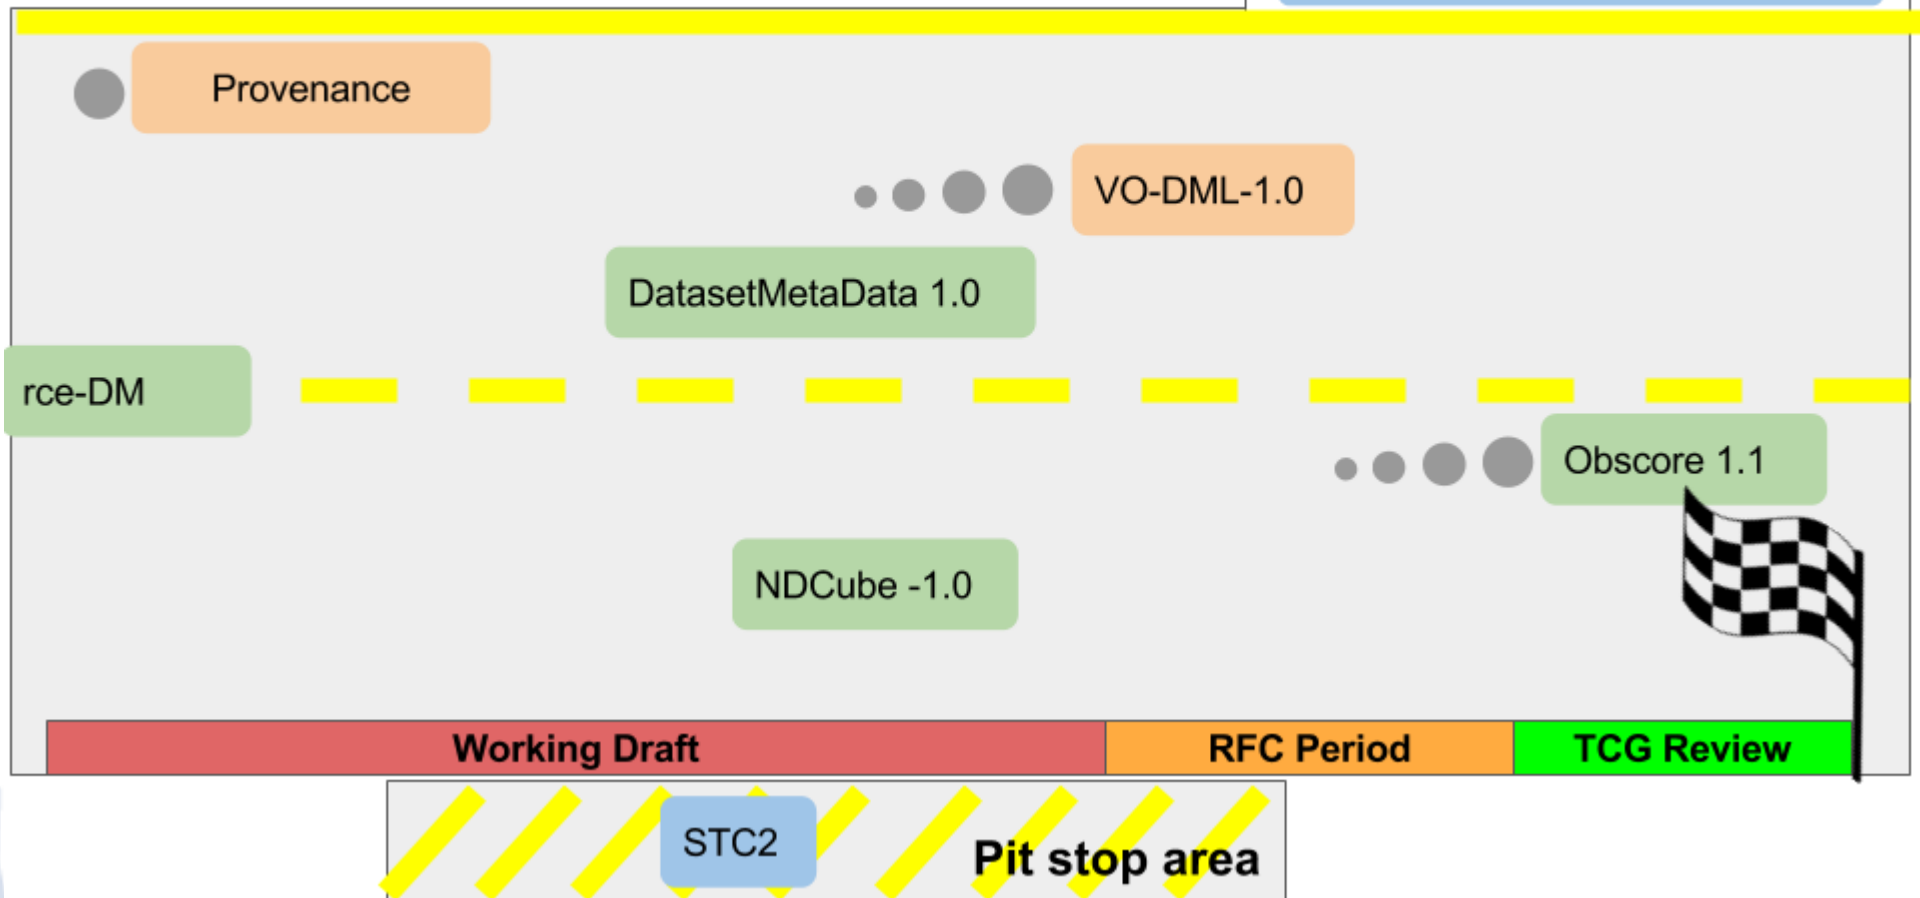 Provenance
VO-DML-1.0
DatasetMetaData 1.0
rce-DM
Obscore 1.1
NDCube -1.0
Working Draft
RFC Period
TCG Review
STC2
Pit stop area